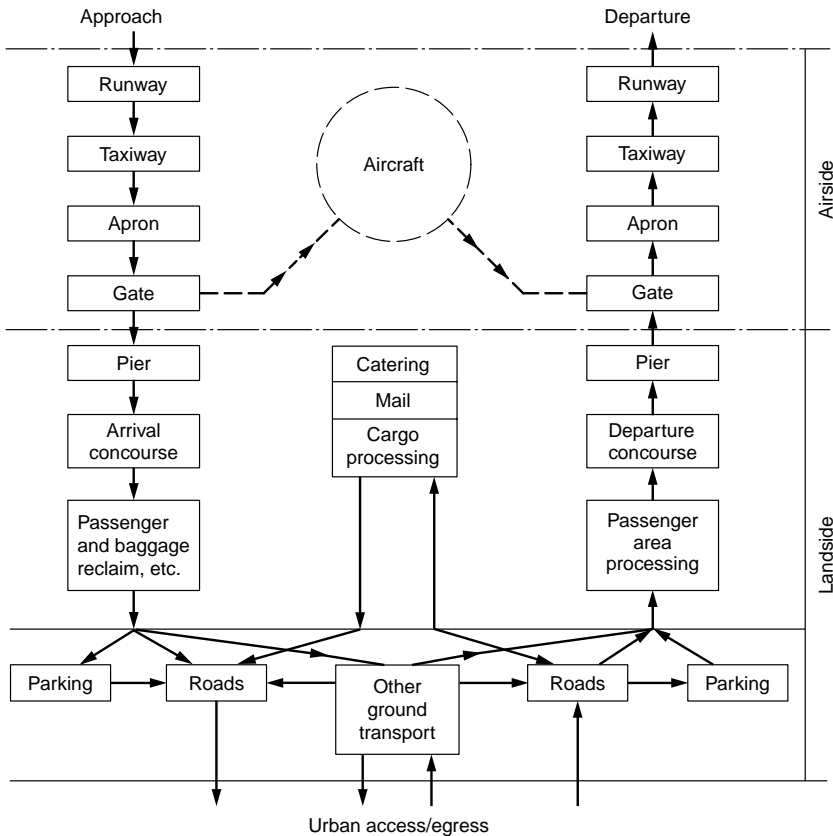 Approach
Departure
Runway
Runway
Taxiway
Aircraft
Taxiway
Apron
Apron
Gate
Gate
Airside
Pier
Catering
Pier
Mail
Arrival
concourse
Cargo
processing
Departure
concourse
Passenger
and baggage
reclaim, etc.
Passenger
area
processing
Landside
Parking
Roads
Other
ground
transport
Roads
Parking
Urban access/egress